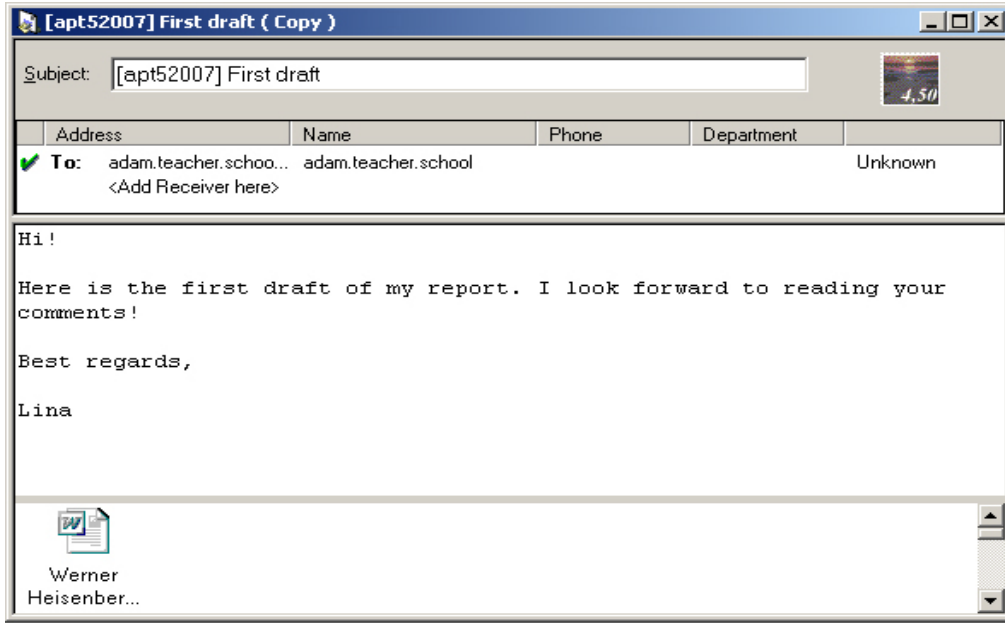 [apt52007] First draft ( Copy )
Subject: [apt52007] First draft
4,50
Address Name Phone Department
To: adam.teacher.schoo... adam.teacher.school Unknown
<Add Receiver here>
Hi!
Here is the first draft of my report. I look forward to reading your
comments!
Best regards,
Lina
Werner
Heisenber...